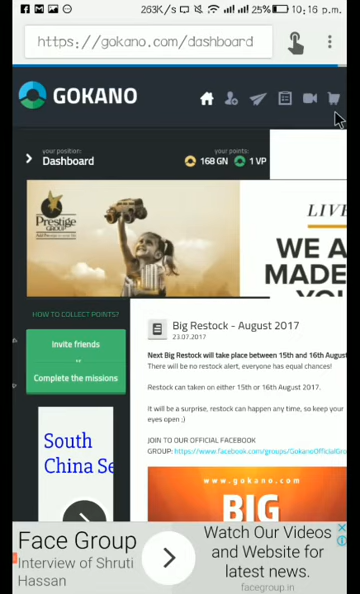 263K/s 25% 10:16 p.m.
https://gokano.com/dashboard
GOKANO
your position:
Dashboard
your points:
168 GN 1 VP
Prestige
GROUP
LIVE
WE A
MADE
YOU
HOW TO COLLECT POINTS?
Invite friends
or
Complete the missions
Big Restock - August 2017
23.07.2017
Next Big Restock will take place between 15th and 16th August
There will be no restock alert, everyone has equal chances!
Restock can taken on either 15th or 16th August 2017.
It will be a surprise, restock can happen any time, so keep your
eyes open ;)
JOIN TO OUR OFFICIAL FACEBOOK
GROUP: https://www.facebook.com/groups/GokanoOfficialGro
www.gokano.com
BIG
South
China Se
Face Group
Interview of Shruti
Hassan
Watch Our Videos
and Website for
latest news.
facegroup.in